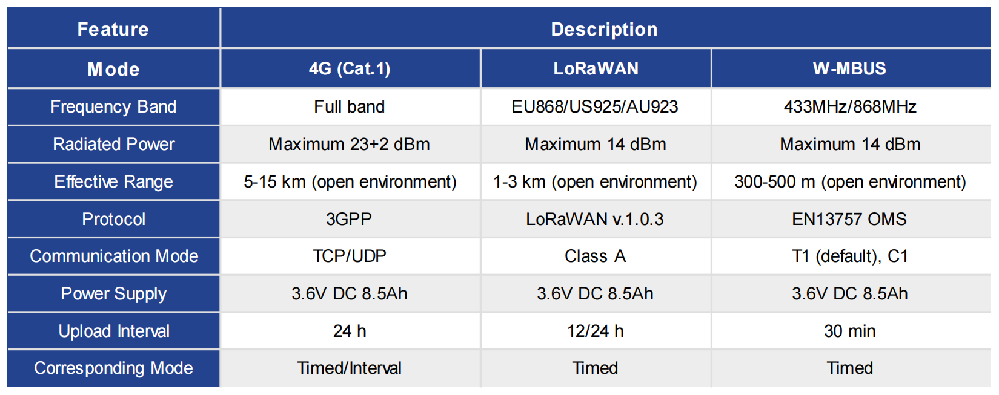 Feature Description
Mode 4G (Cat.1) LoRaWAN W-MBUS
Frequency Band Full band EU868/US925/AU923 433MHz/868MHz
Radiated Power Maximum 23+2 dBm Maximum 14 dBm Maximum 14 dBm
Effective Range 5-15 km (open environment) 1-3 km (open environment) 300-500 m (open environment)
Protocol 3GPP LoRaWAN v.1.0.3 EN13757 OMS
Communication Mode TCP/UDP Class A T1 (default), C1
Power Supply 3.6V DC 8.5Ah 3.6V DC 8.5Ah 3.6V DC 8.5Ah
Upload Interval 24 h 12/24 h 30 min
Corresponding Mode Timed/Interval Timed Timed